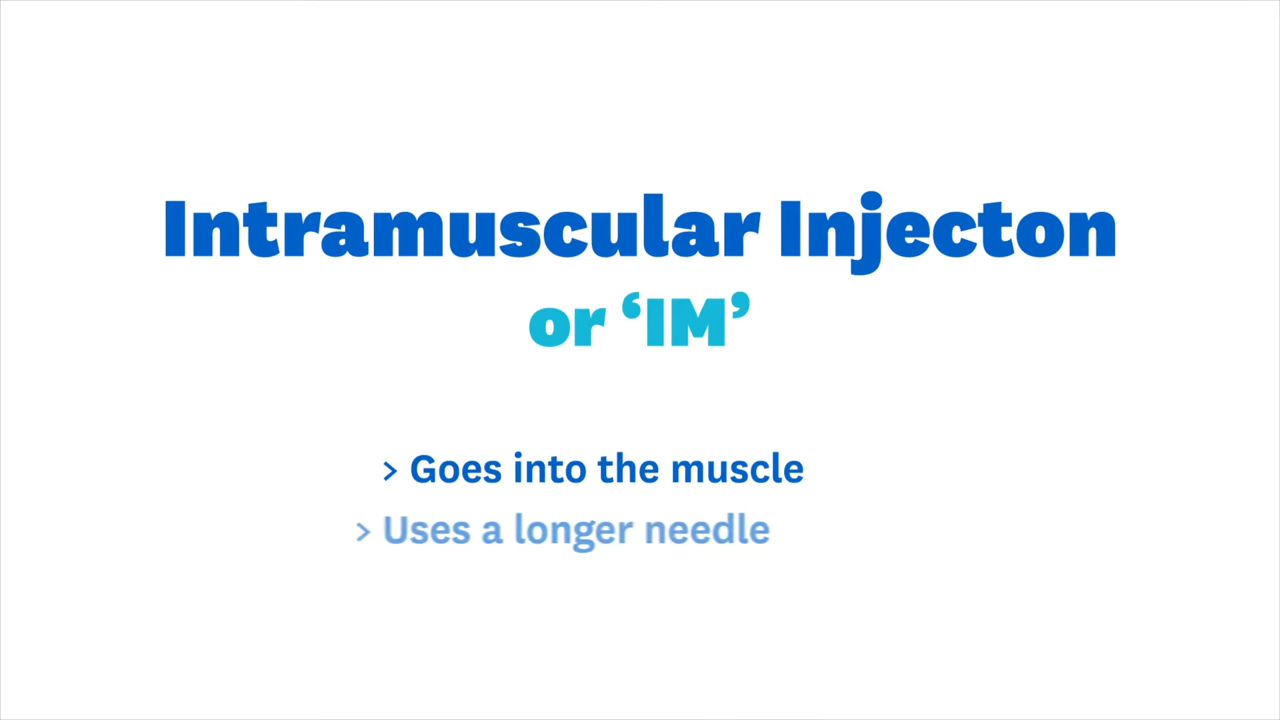 Intramuscular Injecton
or ‘IM’
> Goes into the muscle
> Uses a longer needle